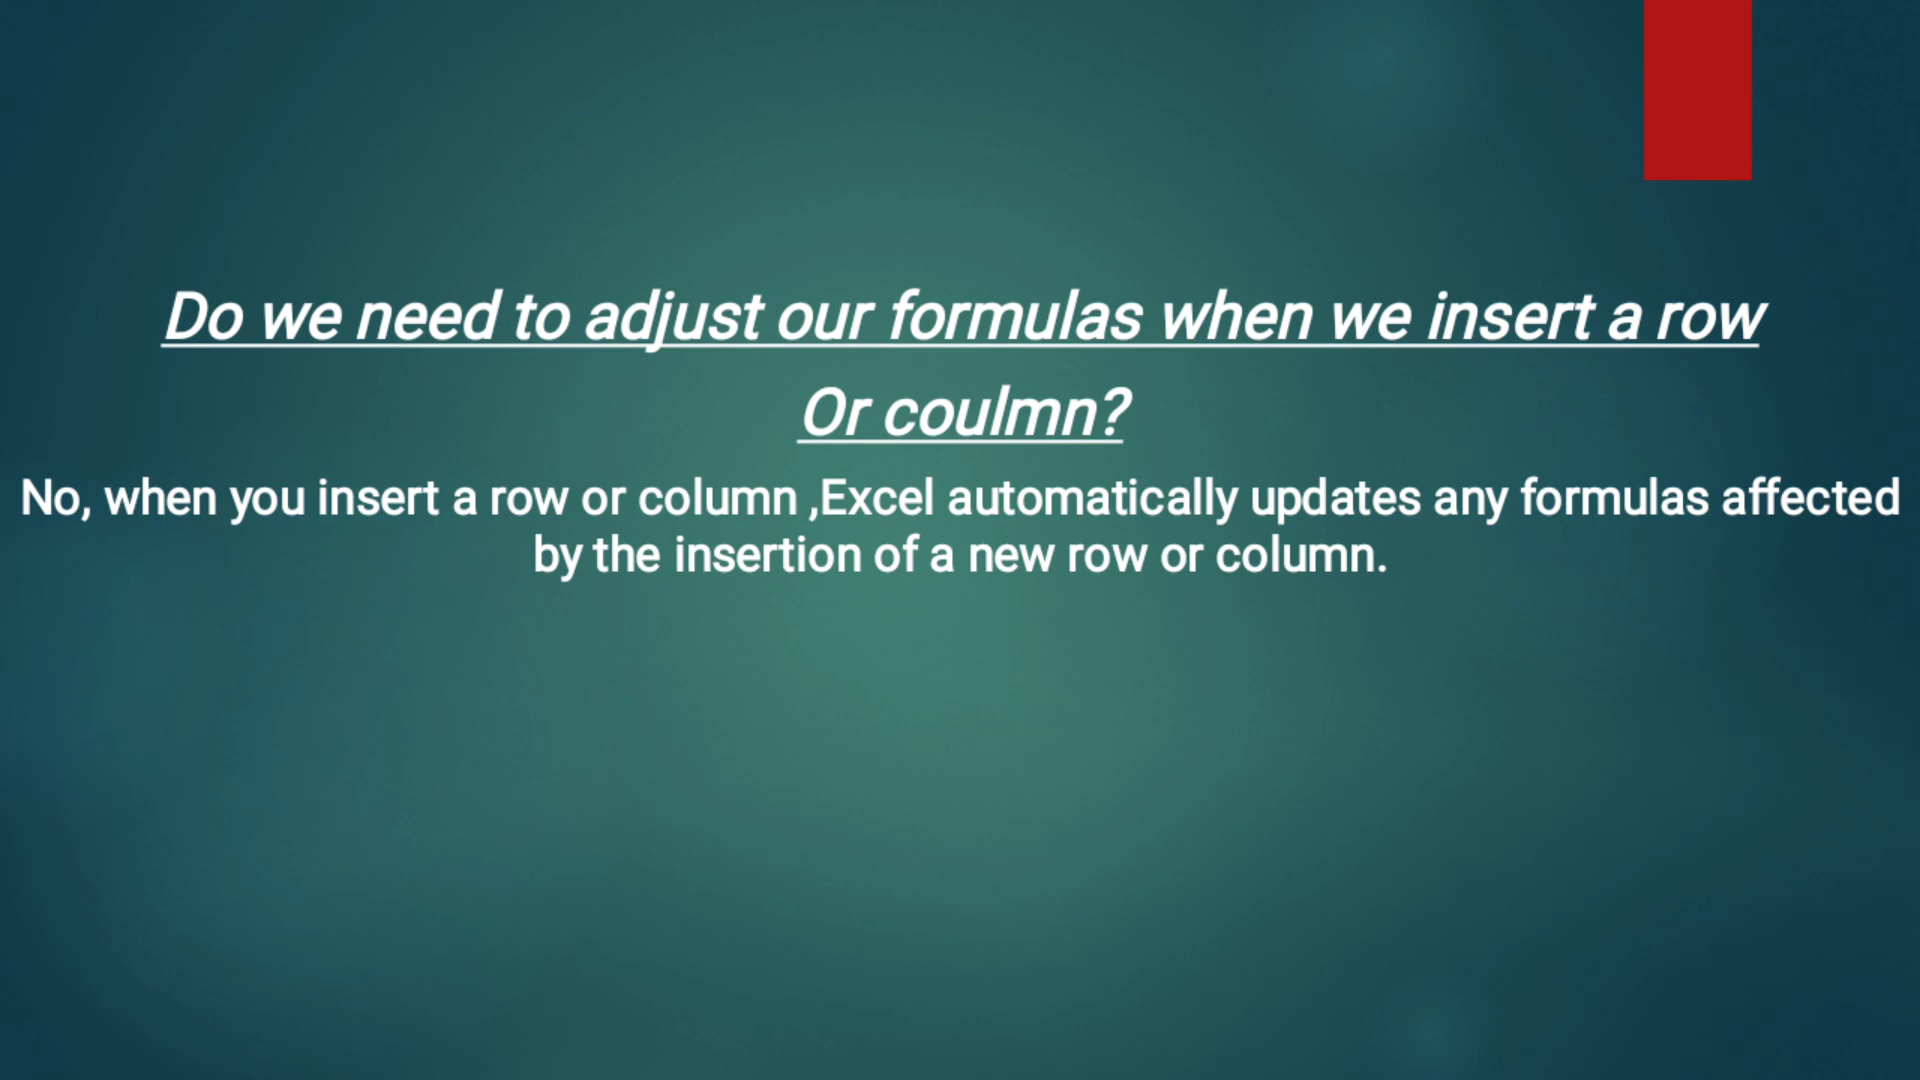 Do we need to adjust our formulas when we insert a row
Or coulmn?
No, when you insert a row or column ,Excel automatically updates any formulas affected
by the insertion of a new row or column.